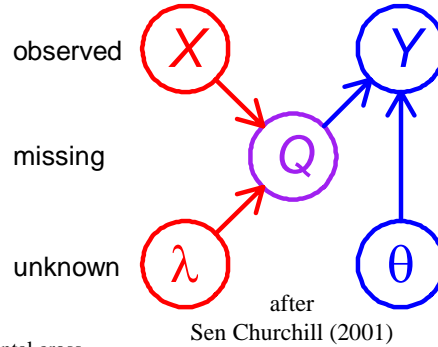 observed X Y
missing Q
unknown λ θ
after
Sen Churchill (2001)